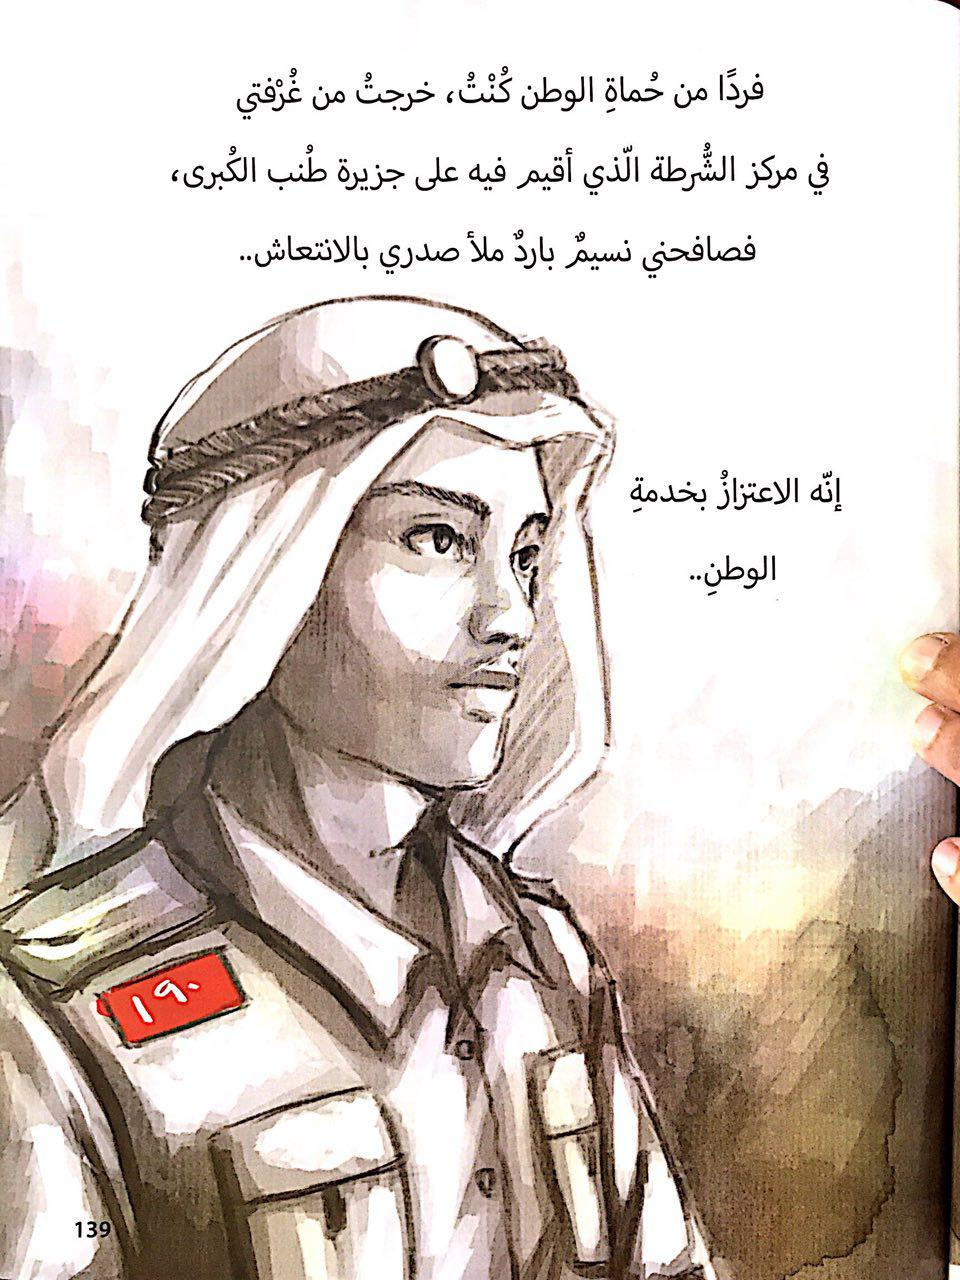 فردًا من حُماةِ الوطن كُنْتُ، خرجتُ من غُرْفتي
في مركز الشُّرطة الّذي أقيم فيه على جزيرة طُنب الكُبرى،
فصافحني نسيمٌ باردٌ ملأ صدري بالانتعاش..
إنّه الاعتزازُ بخدمةِ
الوطنِ..
١٩٠
139